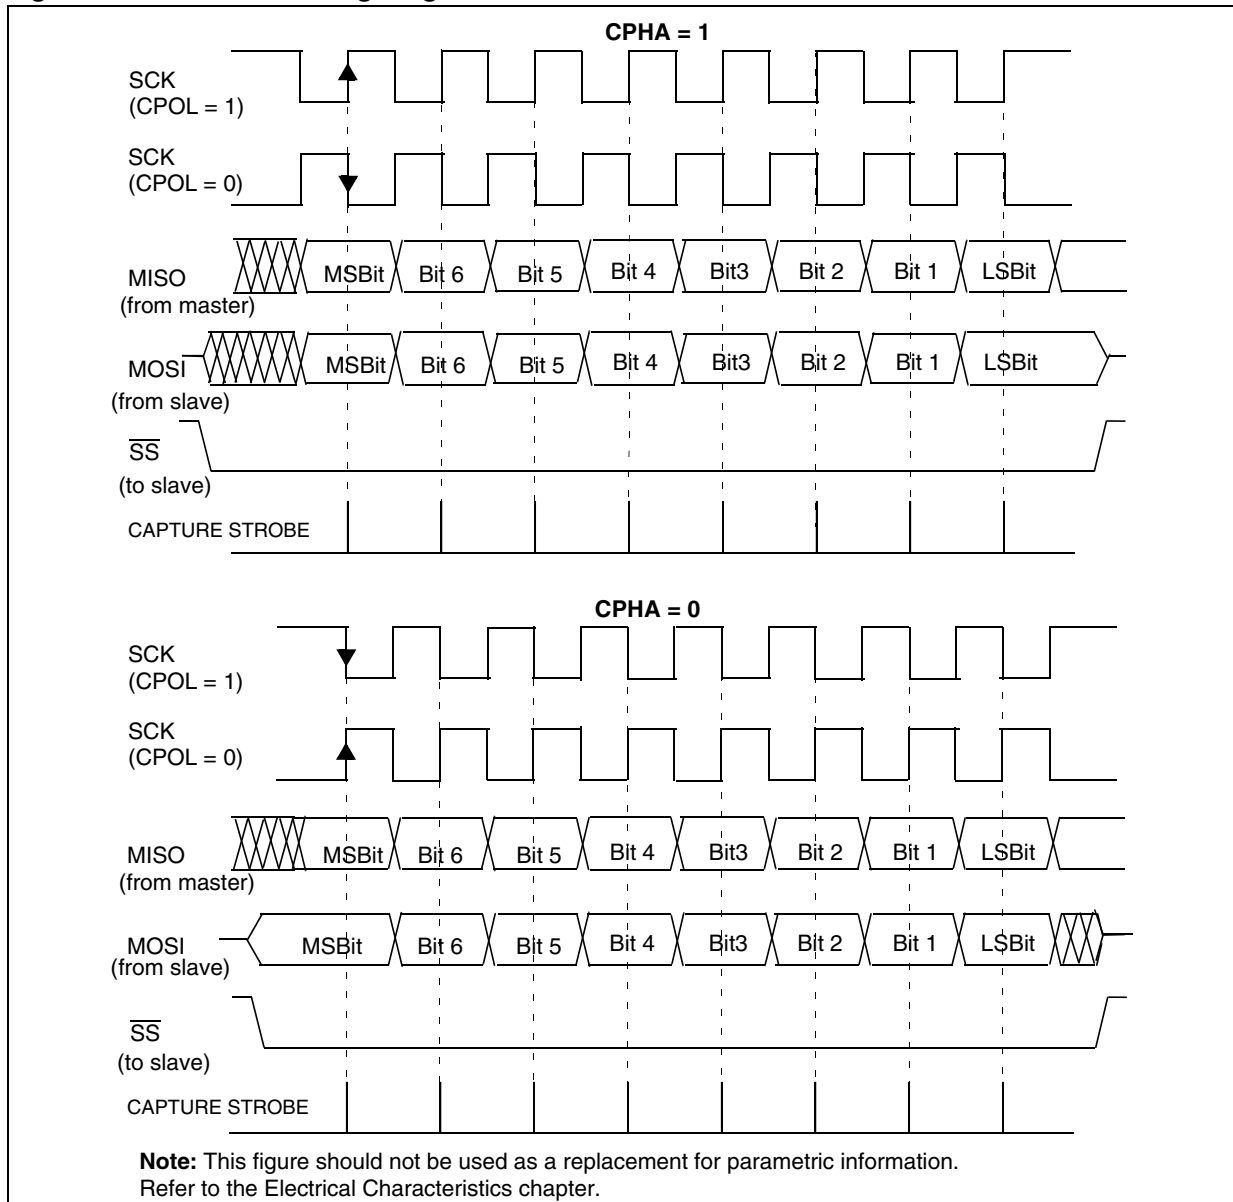 CPHA = 1
SCK
(CPOL = 1)
SCK
(CPOL = 0)
MISO
(from master)
MSBit Bit 6 Bit 5 Bit 4 Bit3 Bit 2 Bit 1 LSBit
MOSI
(from slave)
MSBit Bit 6 Bit 5 Bit 4 Bit3 Bit 2 Bit 1 LSBit
SS
(to slave)
CAPTURE STROBE
CPHA = 0
SCK
(CPOL = 1)
SCK
(CPOL = 0)
MISO
(from master)
MSBit Bit 6 Bit 5 Bit 4 Bit3 Bit 2 Bit 1 LSBit
MOSI
(from slave)
MSBit Bit 6 Bit 5 Bit 4 Bit3 Bit 2 Bit 1 LSBit
SS
(to slave)
CAPTURE STROBE
Note: This figure should not be used as a replacement for parametric information.
Refer to the Electrical Characteristics chapter.